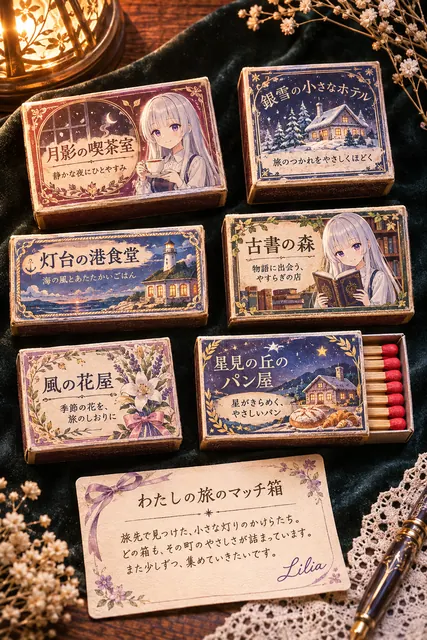 月影の喫茶室
静かな夜にひとやすみ
銀雪の小さなホテル
旅のつかれをやさしくほどく
灯台の港食堂
海の風とあたたかいごはん
古書の森
物語に出会う、
やすらぎの店
風の花屋
季節の花を、
旅のしおりに
星見の丘の
パン屋
星がきらめく、
やさしいパン
わたしの旅のマッチ箱
旅先で見つけた、小さな灯りのかけらたち。
どの箱も、その町のやさしさが詰まっています。
また少しずつ、集めていきたいです。
Lilia